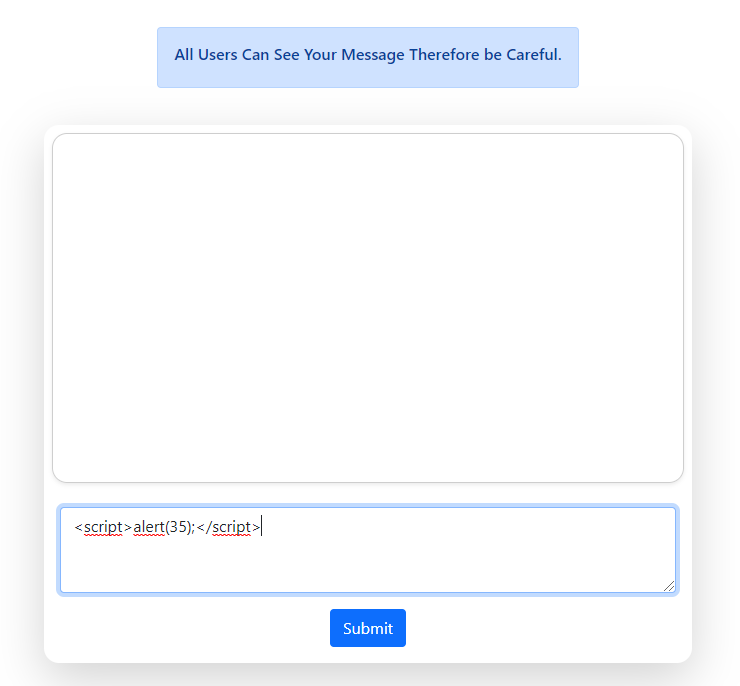 All Users Can See Your Message Therefore be Careful.
<script>alert(35);</script>
Submit